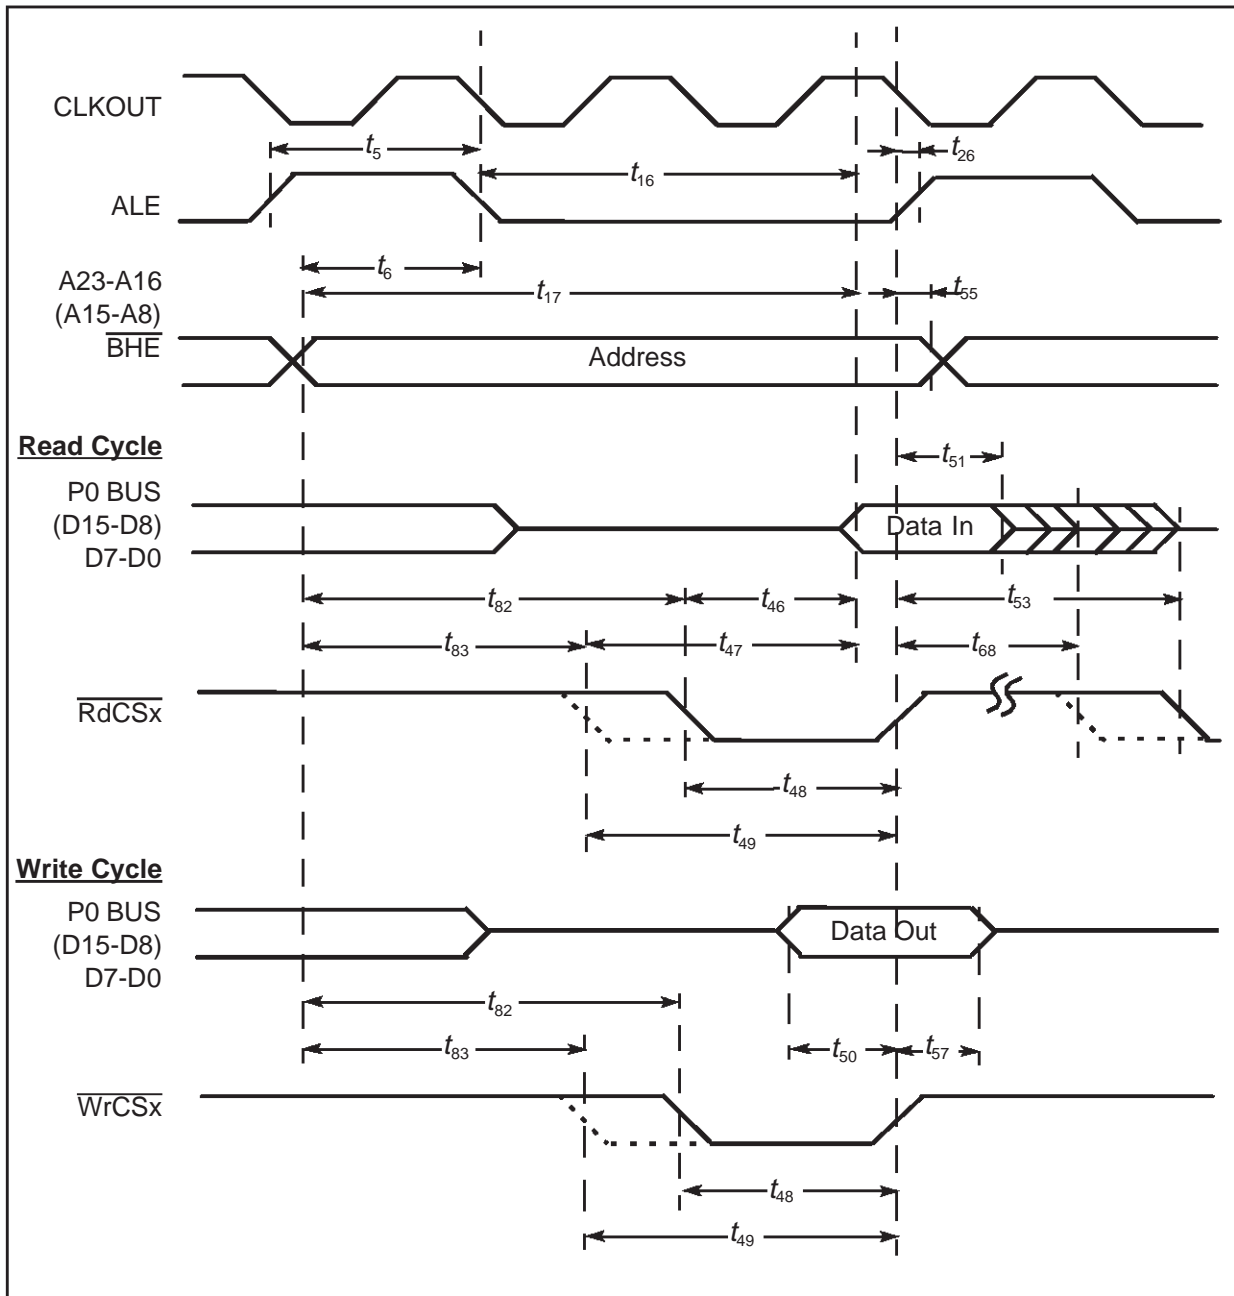 CLKOUT
t5
t26
t16
ALE
t6
A23-A16
t17
t55
(A15-A8)
BHE
Address
Read Cycle
t51
P0 BUS
(D15-D8)
Data In
D7-D0
t82
t46
t53
t83
t47
t68
RdCSx
t48
t49
Write Cycle
P0 BUS
(D15-D8)
Data Out
D7-D0
t82
t83
t50
t57
WrCSx
t48
t49